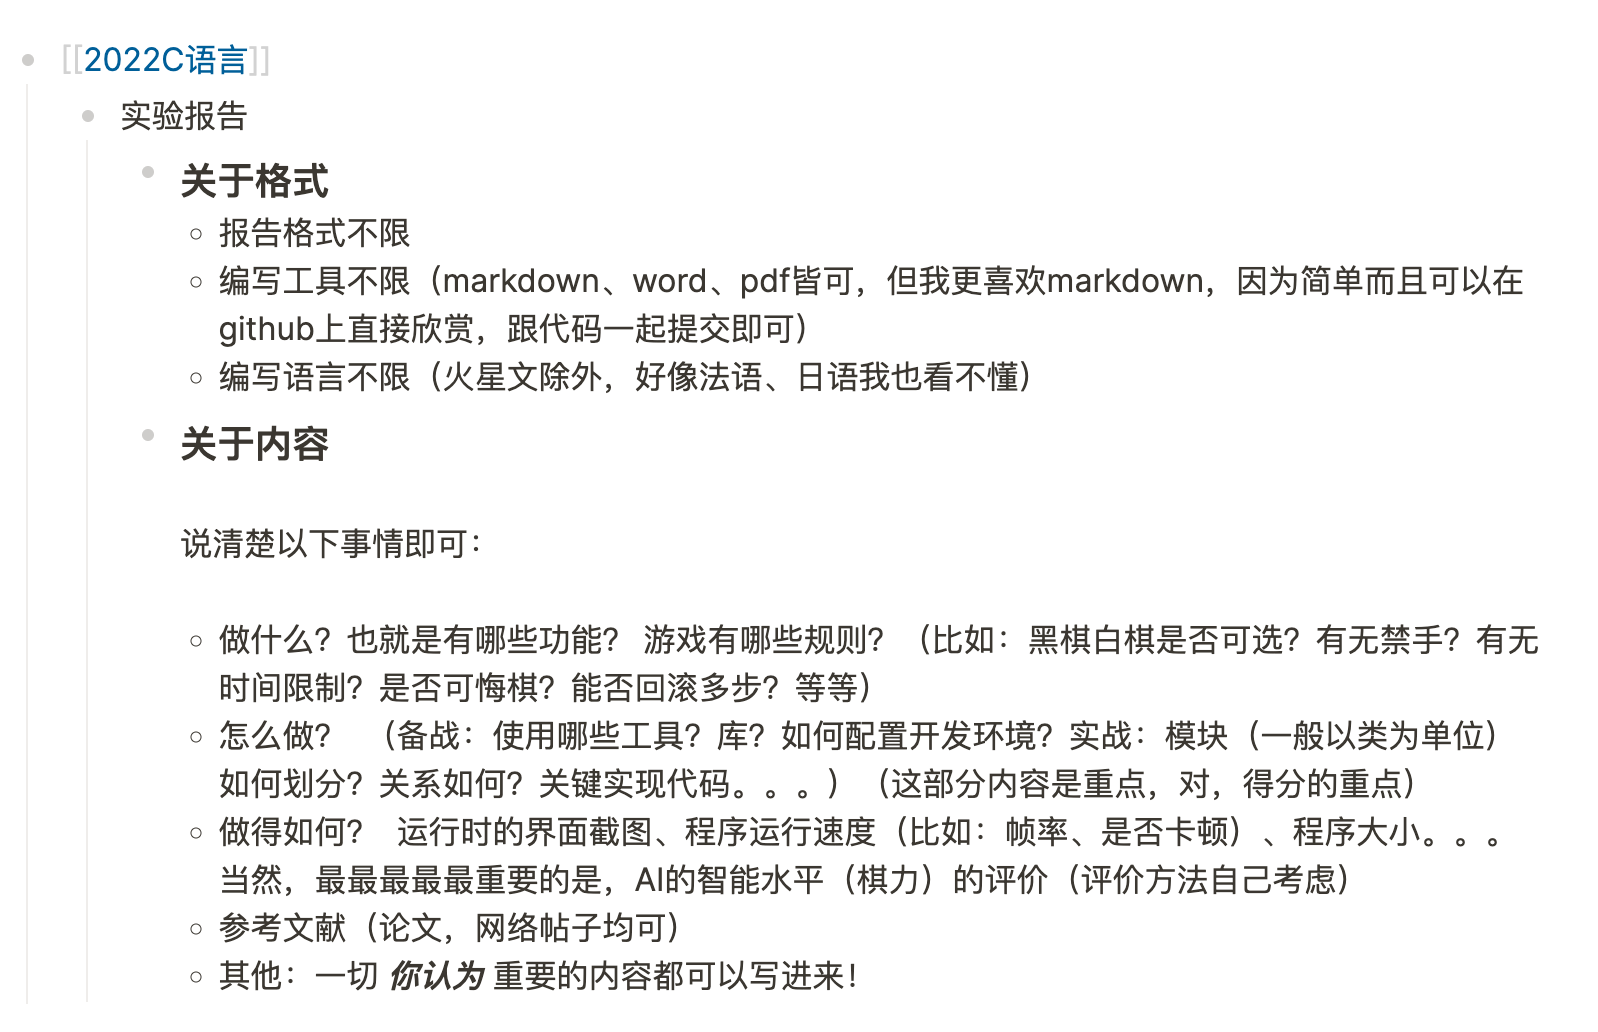 [[2022C语言]]
实验报告
关于格式
报告格式不限
编写工具不限（markdown、word、pdf皆可，但我更喜欢markdown，因为简单而且可以在
github上直接欣赏，跟代码一起提交即可）
编写语言不限（火星文除外，好像法语、日语我也看不懂）
关于内容
说清楚以下事情即可：
做什么？也就是有哪些功能？ 游戏有哪些规则？（比如：黑棋白棋是否可选？有无禁手？有无
时间限制？是否可悔棋？能否回滚多步？等等）
怎么做？ （备战：使用哪些工具？库？如何配置开发环境？实战：模块（一般以类为单位）
如何划分？关系如何？关键实现代码。。。）（这部分内容是重点，对，得分的重点）
做得如何？ 运行时的界面截图、程序运行速度（比如：帧率、是否卡顿）、程序大小。。。
当然，最最最最最重要的是，AI的智能水平（棋力）的评价（评价方法自己考虑）
参考文献（论文，网络帖子均可）
其他：一切 你认为 重要的内容都可以写进来！